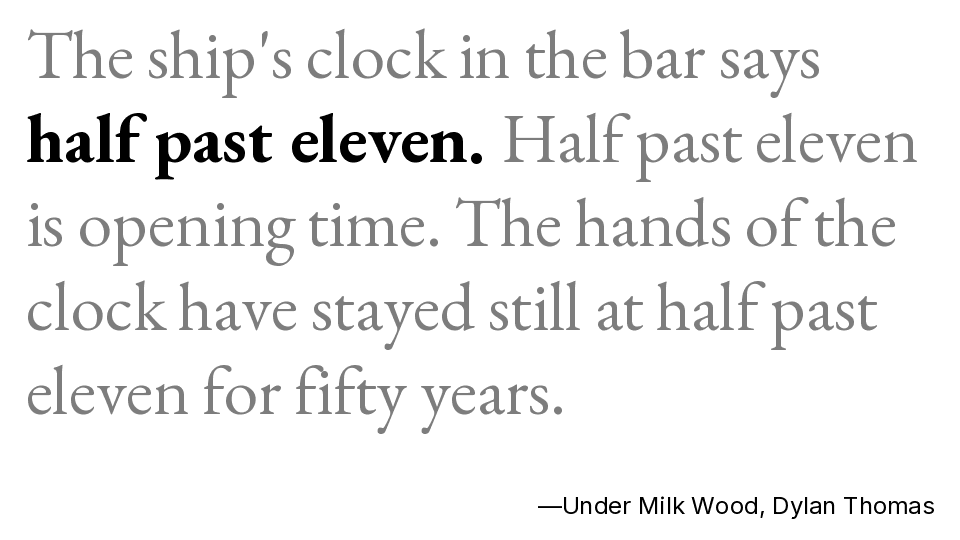 The ship's clock in the bar says
half past eleven. Half past eleven
is opening time. The hands of the
clock have stayed still at half past
eleven for fifty years.
—Under Milk Wood, Dylan Thomas